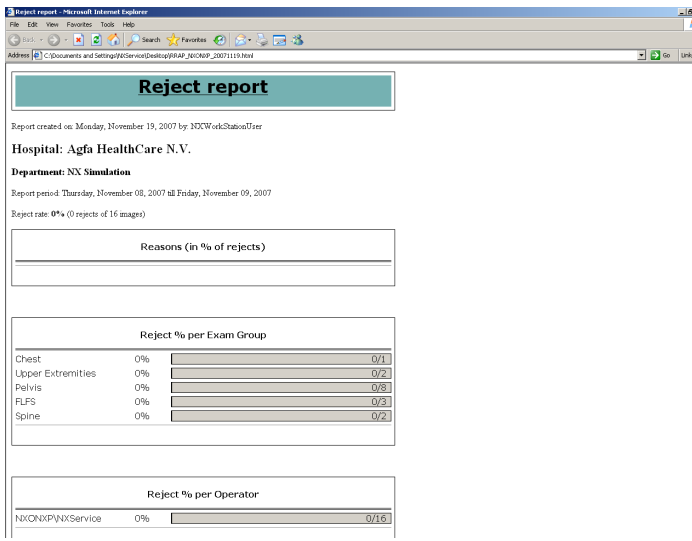 Reject report - Microsoft Internet Explorer
File Edit View Favorites Tools Help
Back Search Favorites
Address C:\Documents and Settings\NXService\Desktop\RRAP_NXONXP_20071119.html Go Links
Reject report
Report created on: Monday, November 19, 2007 by: NXWorkStationUser
Hospital: Agfa HealthCare N.V.
Department: NX Simulation
Report period: Thursday, November 08, 2007 till Friday, November 09, 2007
Reject rate: 0% (0 rejects of 16 images)
Reasons (in % of rejects)
Reject % per Exam Group
Chest 0% 0/1
Upper Extremities 0% 0/2
Pelvis 0% 0/8
FLFS 0% 0/3
Spine 0% 0/2
Reject % per Operator
NXONXP\NXService 0% 0/16